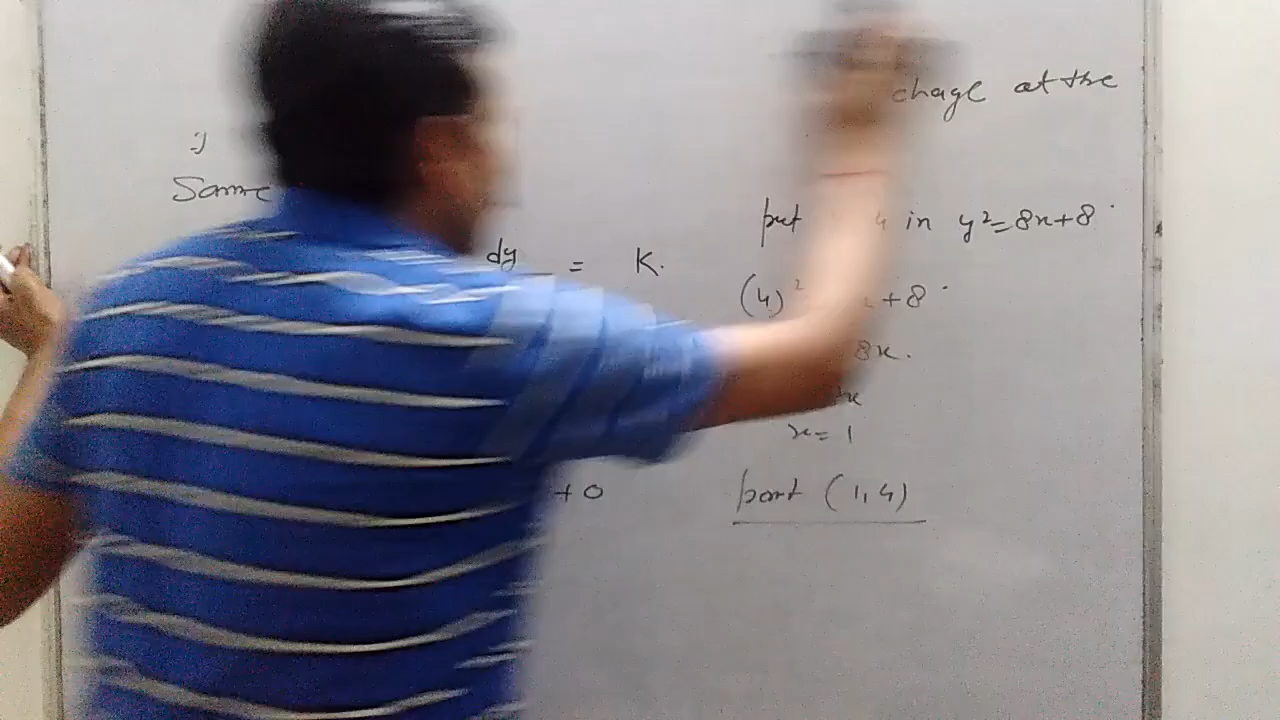 :)
Same
dy = K.
+ 0
chage at the
put 4 in y²=8x+8
(4)² +8
8x.
x
x= 1
point (1,4)